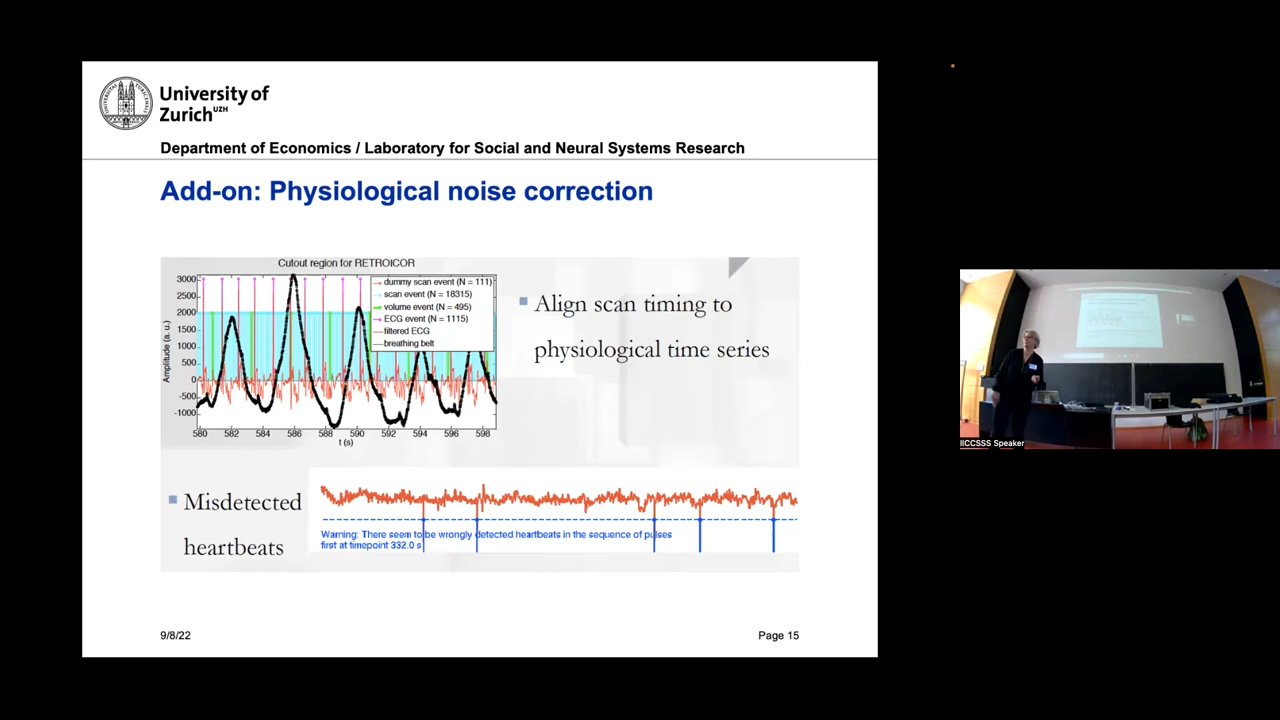 University of
Zurich UZH
Department of Economics / Laboratory for Social and Neural Systems Research
Add-on: Physiological noise correction
Cutout region for RETROICOR
Amplitude (a. u.)
3000
2500
2000
1500
1000
500
0
-500
-1000
dummy scan event (N = 111)
scan event (N = 18315)
volume event (N = 495)
ECG event (N = 1115)
filtered ECG
breathing belt
580 582 584 586 588 590 592 594 596 598
t (s)
Align scan timing to
physiological time series
Misdetected
heartbeats
Warning: There seem to be wrongly detected heartbeats in the sequence of pulses
first at timepoint 332.0 s
9/8/22
Page 15
IICCSSS Speaker